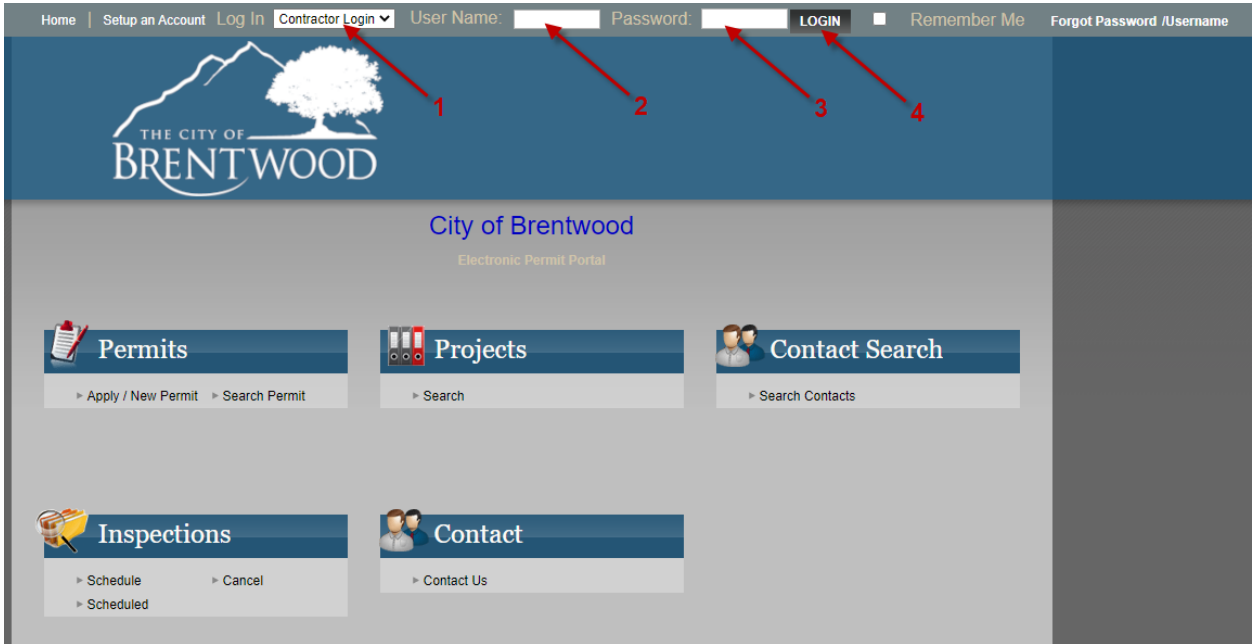 Home | Setup an Account Log In Contractor Login User Name: Password: LOGIN Remember Me Forgot Password /Username
1 2 3 4
THE CITY OF
BRENTWOOD
City of Brentwood
Electronic Permit Portal
Permits Projects Contact Search
Apply / New Permit Search Permit Search Search Contacts
Inspections Contact
Schedule Cancel Contact Us
Scheduled